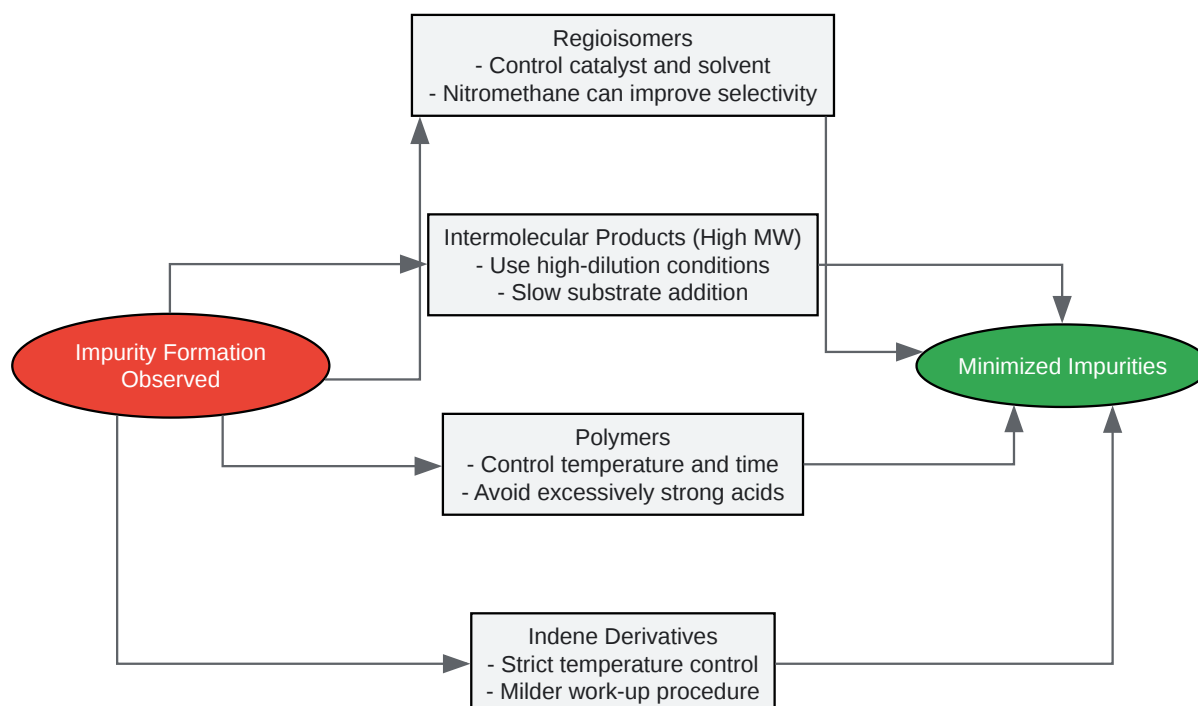 Regioisomers
- Control catalyst and solvent
- Nitromethane can improve selectivity
Intermolecular Products (High MW)
- Use high-dilution conditions
- Slow substrate addition
Impurity Formation
Observed
Minimized Impurities
Polymers
- Control temperature and time
- Avoid excessively strong acids
Indene Derivatives
- Strict temperature control
- Milder work-up procedure